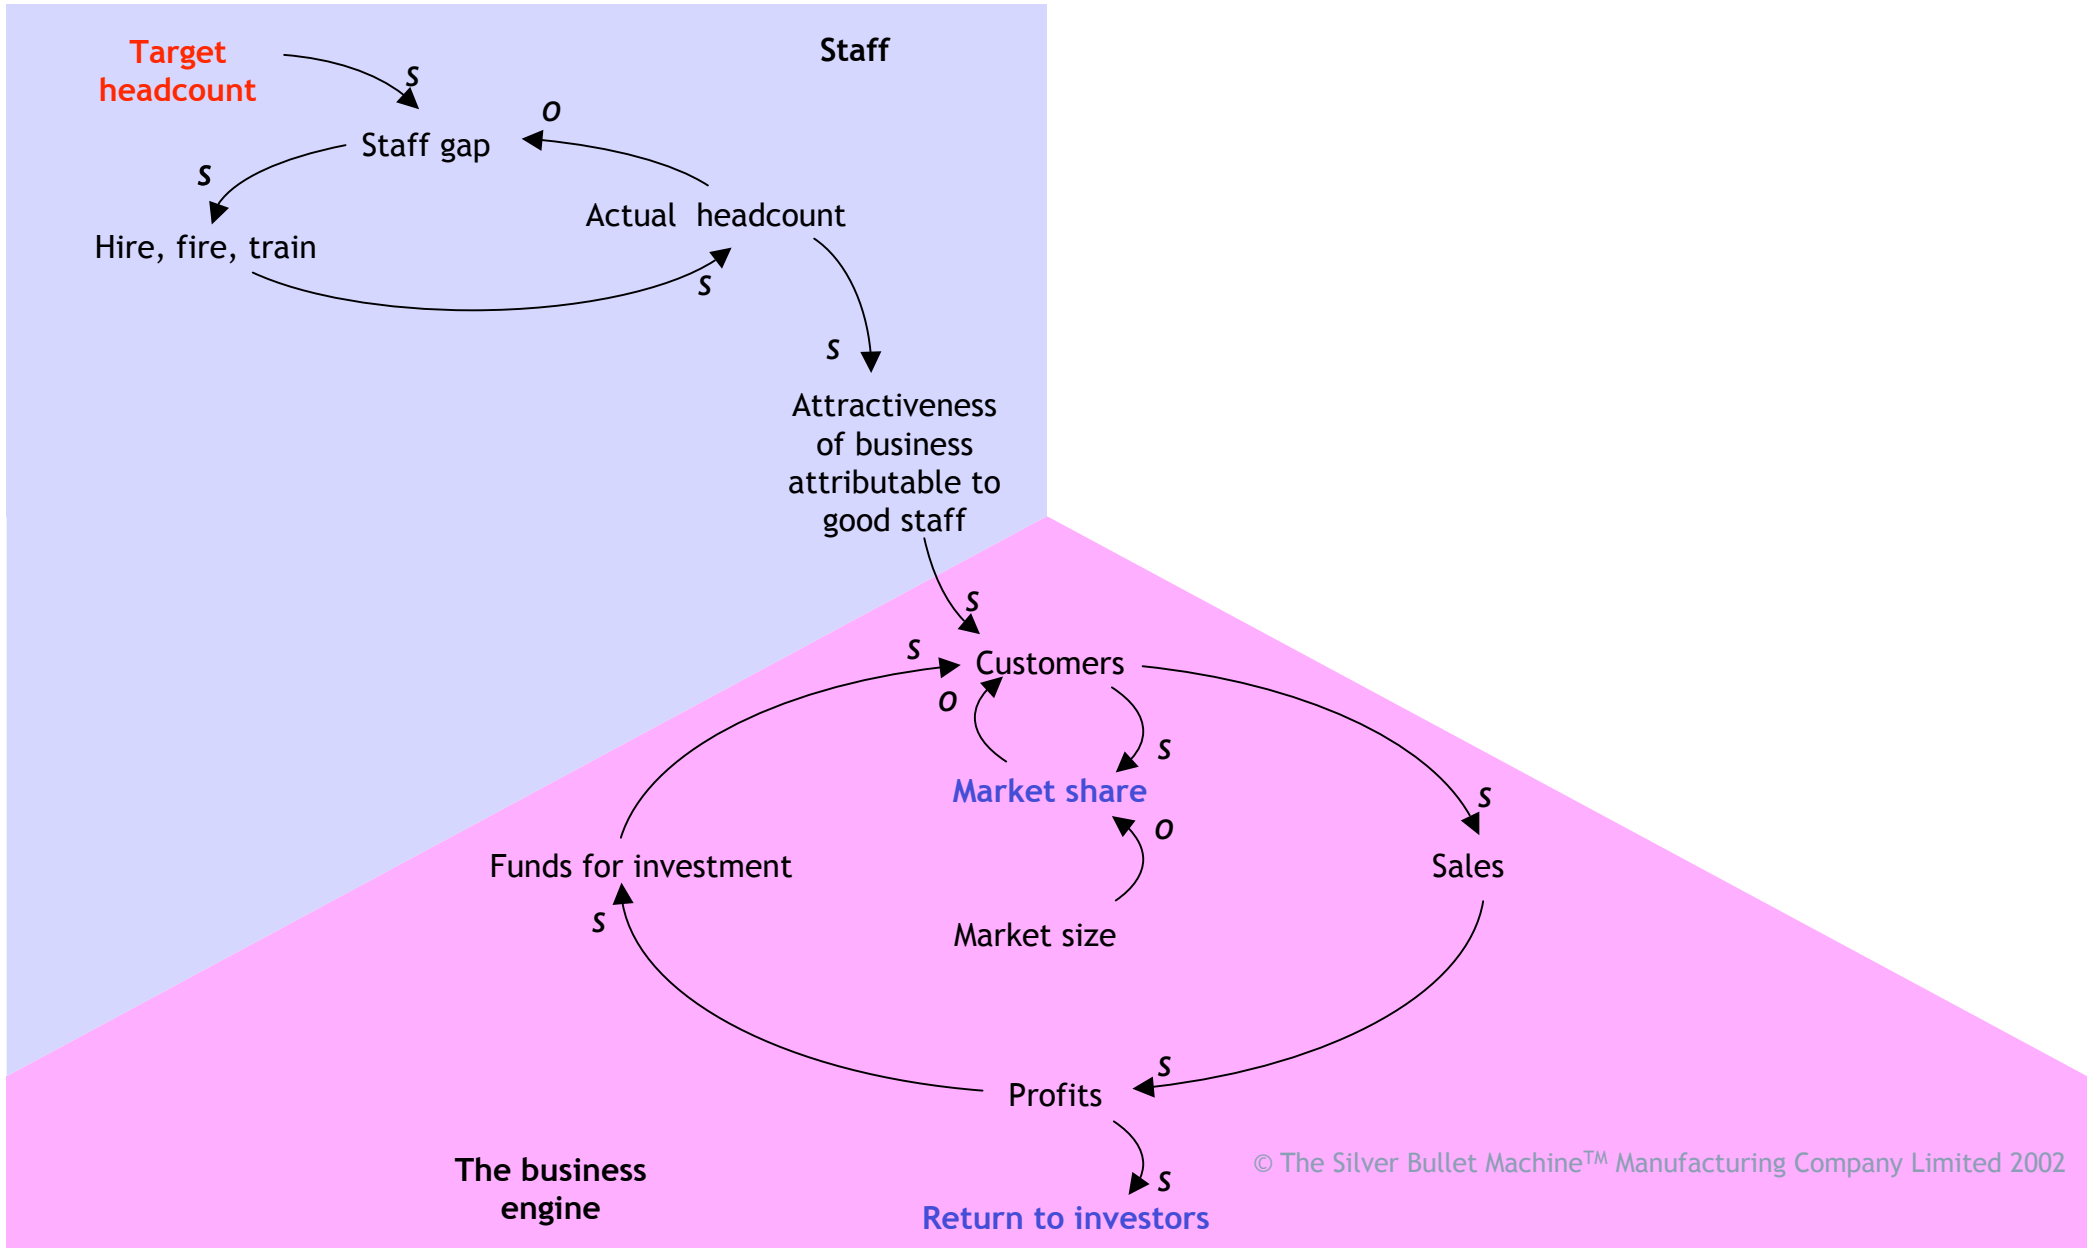 Target
headcount
Staff
S
O
Staff gap
S
Actual headcount
Hire, fire, train
S
S
Attractiveness
of business
attributable to
good staff
S
S
Customers
O
S
Market share
S
O
Funds for investment
Sales
S
Market size
S
Profits
The business
engine
© The Silver Bullet Machine™ Manufacturing Company Limited 2002
S
Return to investors